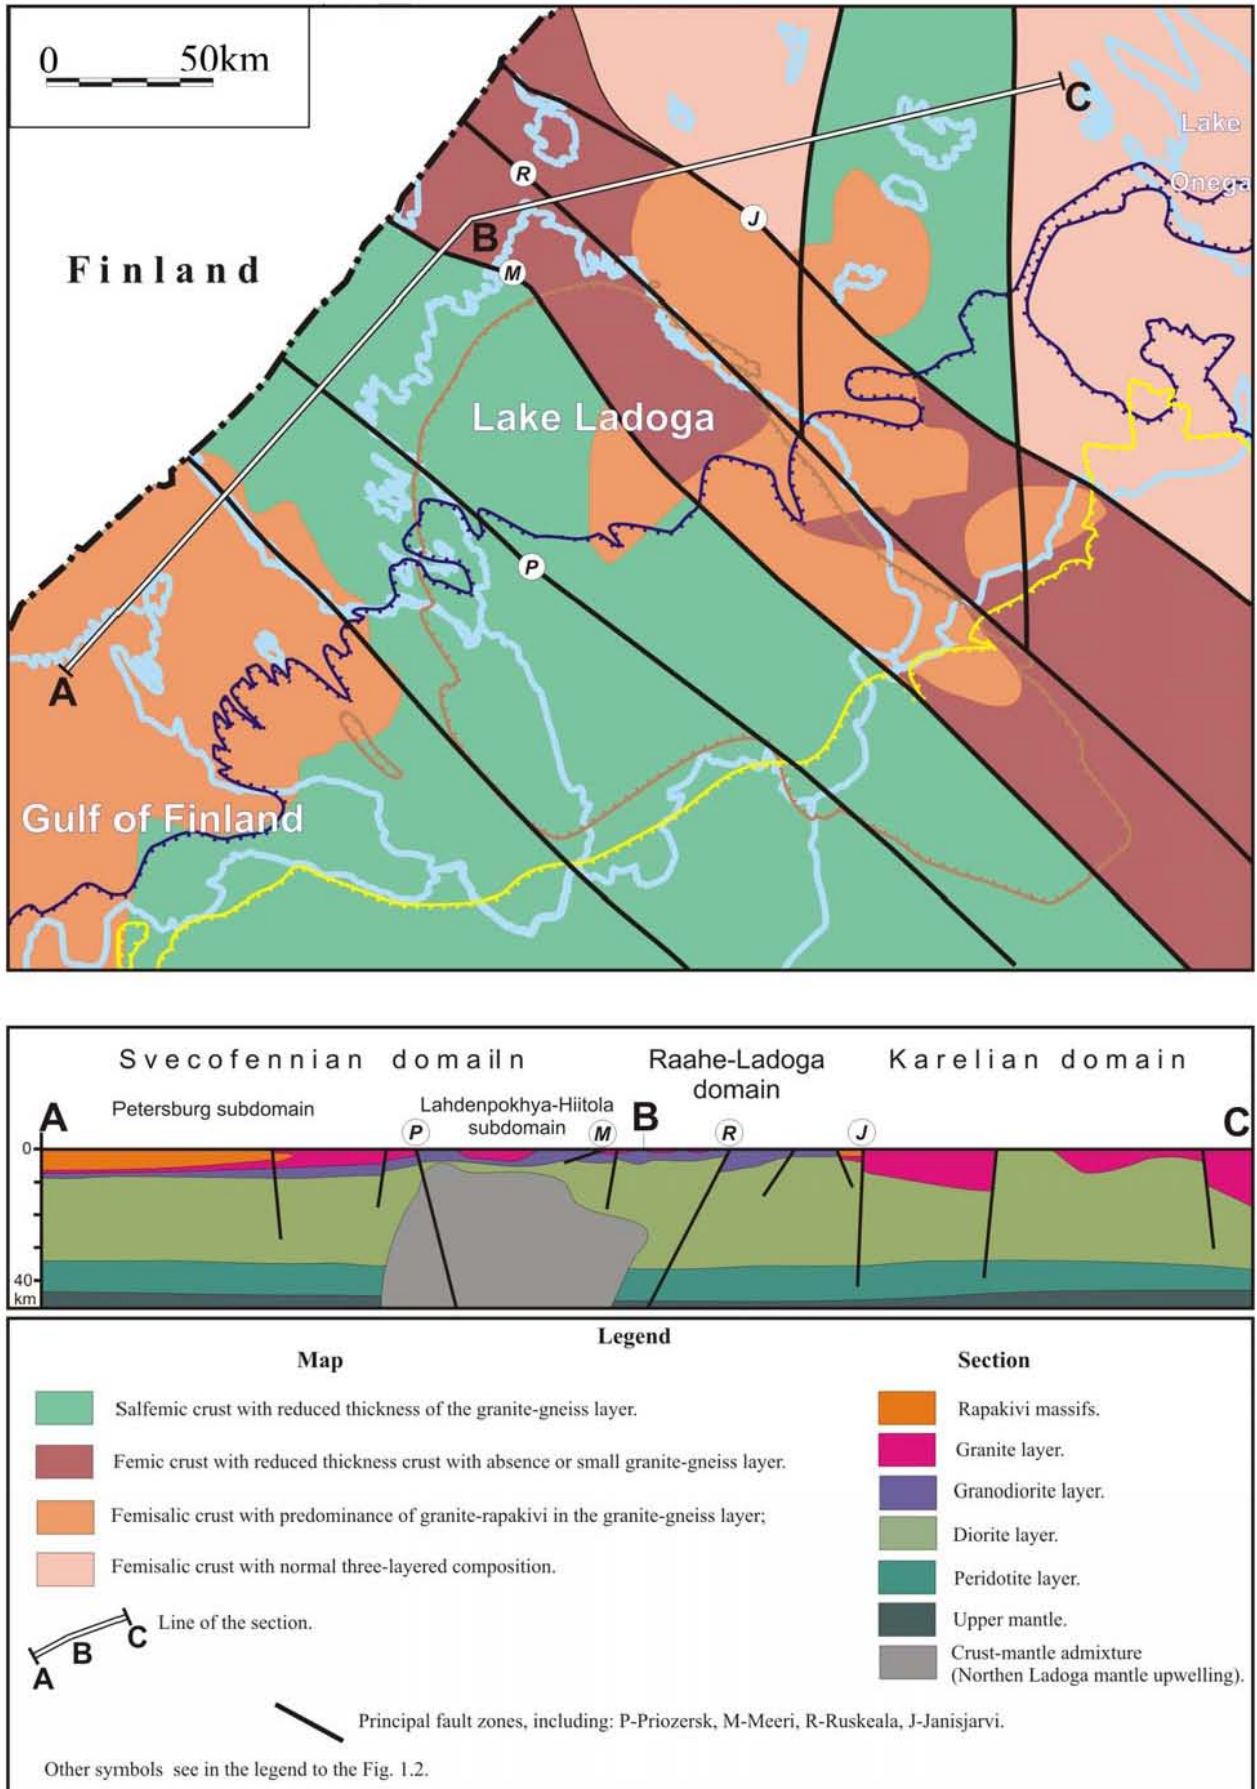 0 50km
C
Lake
Onega
R
J
B
M
Finland
Lake Ladoga
P
A
Gulf of Finland
Svecofennian domailn
Raahe-Ladoga
domain
Karelian domain
Petersburg subdomain
Lahdenpokhya-Hiitola
subdomain
A
P
M
B
R
J
C
0
40
km
Legend
Map
Section
Salfemic crust with reduced thickness of the granite-gneiss layer.
Femic crust with reduced thickness crust with absence or small granite-gneiss layer.
Femisalic crust with predominance of granite-rapakivi in the granite-gneiss layer;
Femisalic crust with normal three-layered composition.
A
B
C
Line of the section.
Rapakivi massifs.
Granite layer.
Granodiorite layer.
Diorite layer.
Peridotite layer.
Upper mantle.
Crust-mantle admixture
(Northen Ladoga mantle upwelling).
Principal fault zones, including: P-Priozersk, M-Meeri, R-Ruskeala, J-Janisjarvi.
Other symbols see in the legend to the Fig. 1.2.